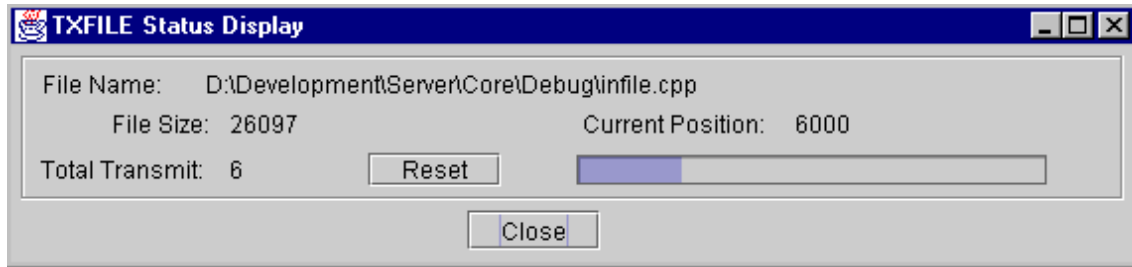 TXFILE Status Display
File Name: D:\Development\Server\Core\Debug\infile.cpp
File Size: 26097 Current Position: 6000
Total Transmit: 6 Reset
Close